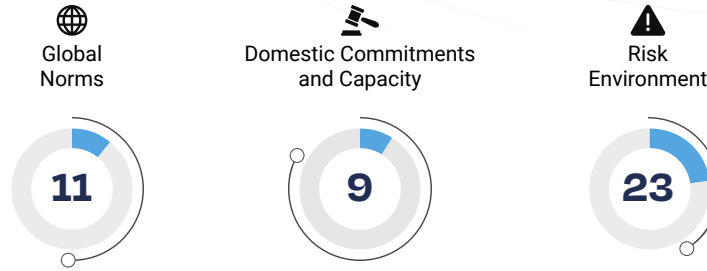 Global
Norms
11
Domestic Commitments
and Capacity
9
Risk
Environment
23